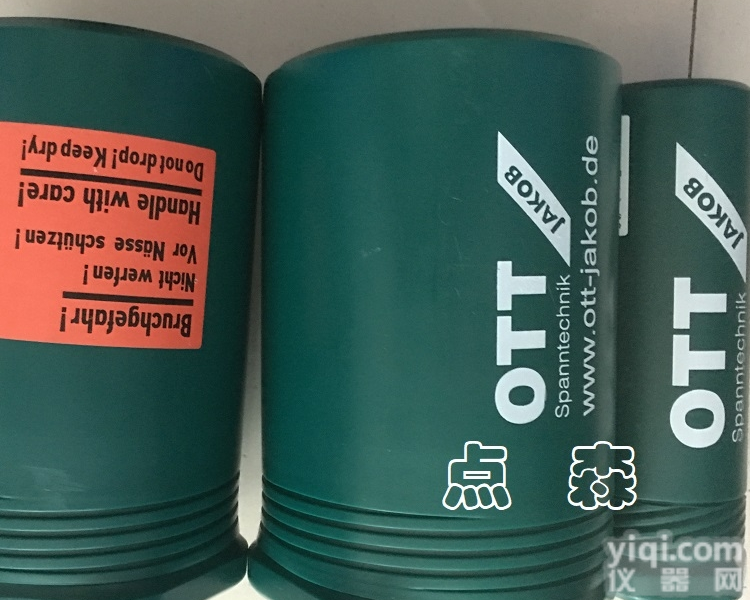 Bruchgefahr!
Nicht werfen!
Vor Nässe schützen!
Handle with care!
Do not drop! Keep dry!
OTT
JAKOB
Spanntechnik
www.ott-jakob.de
OTT
JAKOB
Spanntechnik
点 森
yiqi.com
仪器网